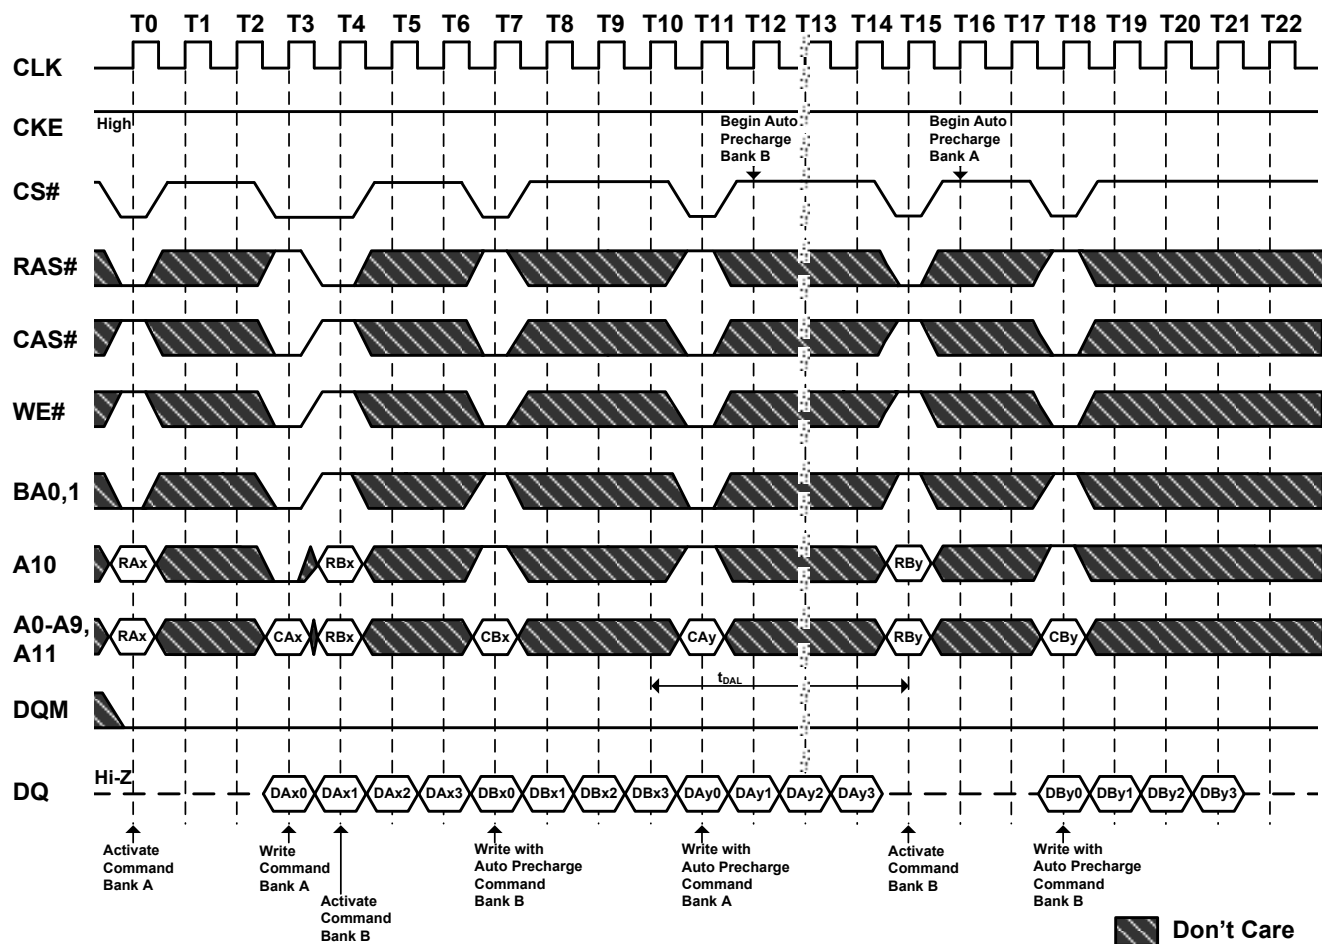 T0 T1 T2 T3 T4 T5 T6 T7 T8 T9 T10 T11 T12 T13 T14 T15 T16 T17 T18 T19 T20 T21 T22
CLK
CKE
High
Begin Auto
Precharge
Bank B
Begin Auto
Precharge
Bank A
CS#
RAS#
CAS#
WE#
BA0,1
A10
RAx RBx RBy
A0-A9,
A11
RAx CAx RBx CBx CAy RBy CBy
tDAL
DQM
Hi-Z
DQ
DAx0 DAx1 DAx2 DAx3 DBx0 DBx1 DBx2 DBx3 DAy0 DAy1 DAy2 DAy3 DBy0 DBy1 DBy2 DBy3
Activate
Command
Bank A
Write
Command
Bank A
Activate
Command
Bank B
Write with
Auto Precharge
Command
Bank B
Write with
Auto Precharge
Command
Bank A
Activate
Command
Bank B
Write with
Auto Precharge
Command
Bank B
Don't Care